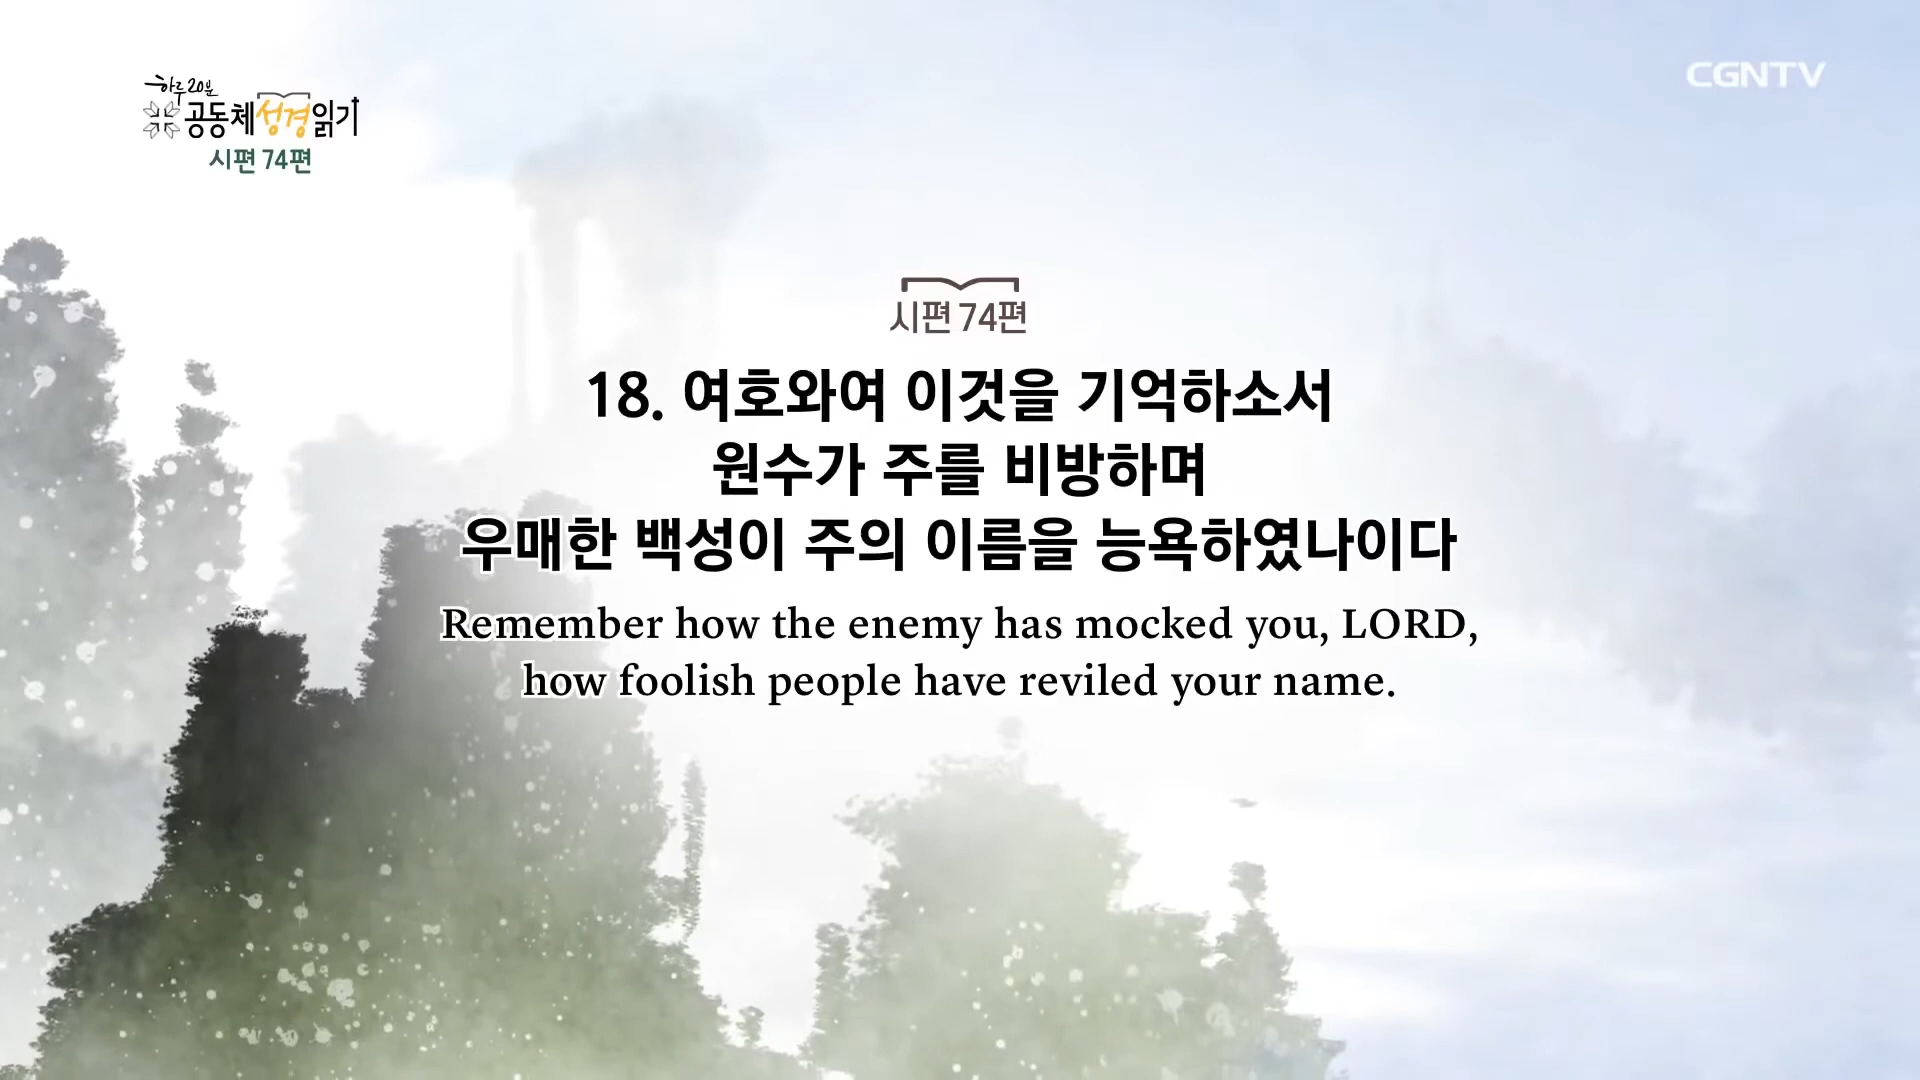 하루 20분
공동체성경읽기
시편 74편
CGNTV
시편 74편
18. 여호와여 이것을 기억하소서
원수가 주를 비방하며
우매한 백성이 주의 이름을 능욕하였나이다
Remember how the enemy has mocked you, LORD,
how foolish people have reviled your name.